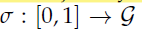 σ : [0, 1] → 𝒢